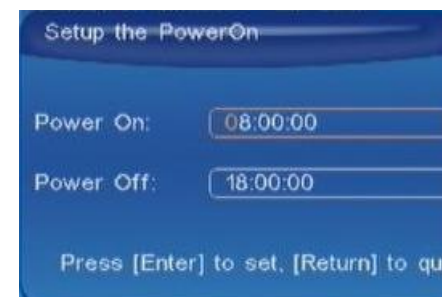 Setup the PowerOn
Power On: 08:00:00
Power Off: 18:00:00
Press [Enter] to set, [Return] to qu